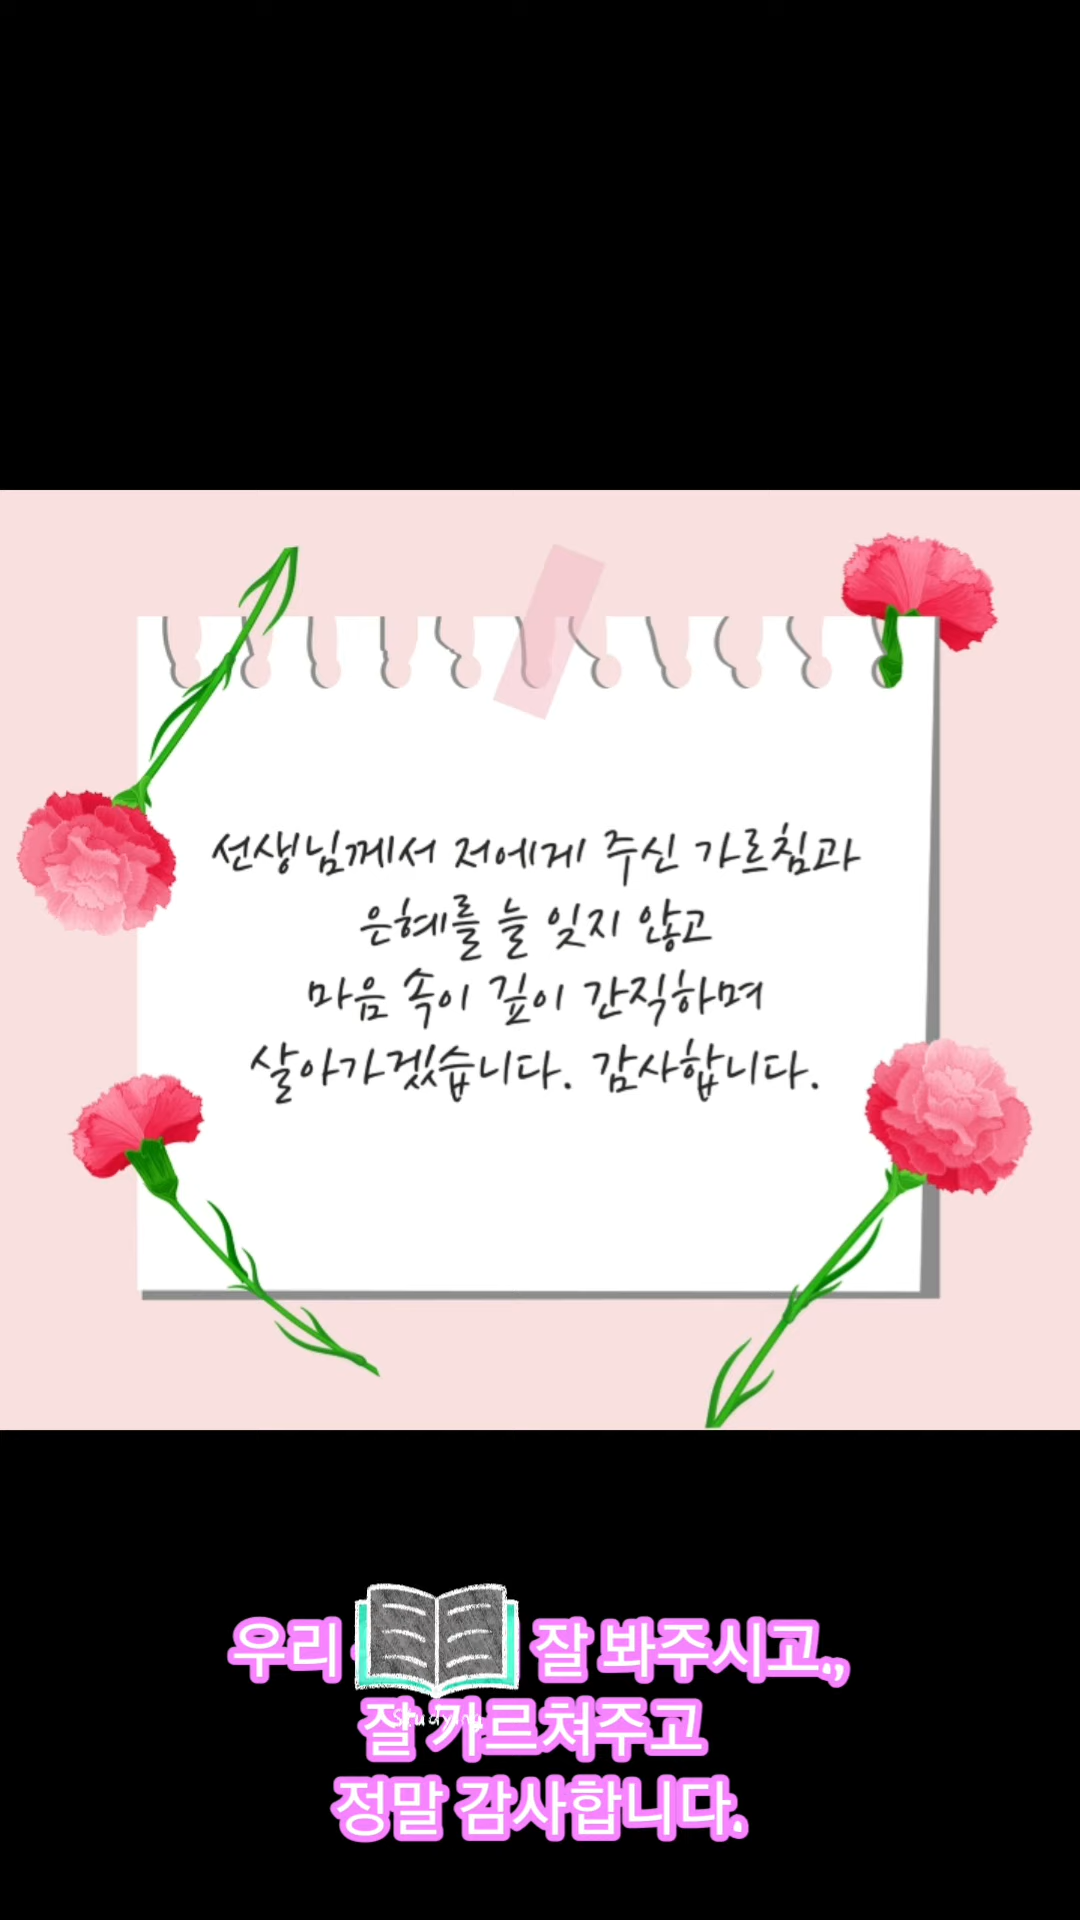 선생님께서 저에게 주신 가르침과
은혜를 늘 잊지 않고
마음 속이 깊이 간직하며
살아가겠습니다. 감사합니다.
우리 잘 봐주시고.,
잘 가르쳐주고
Studying
정말 감사합니다.